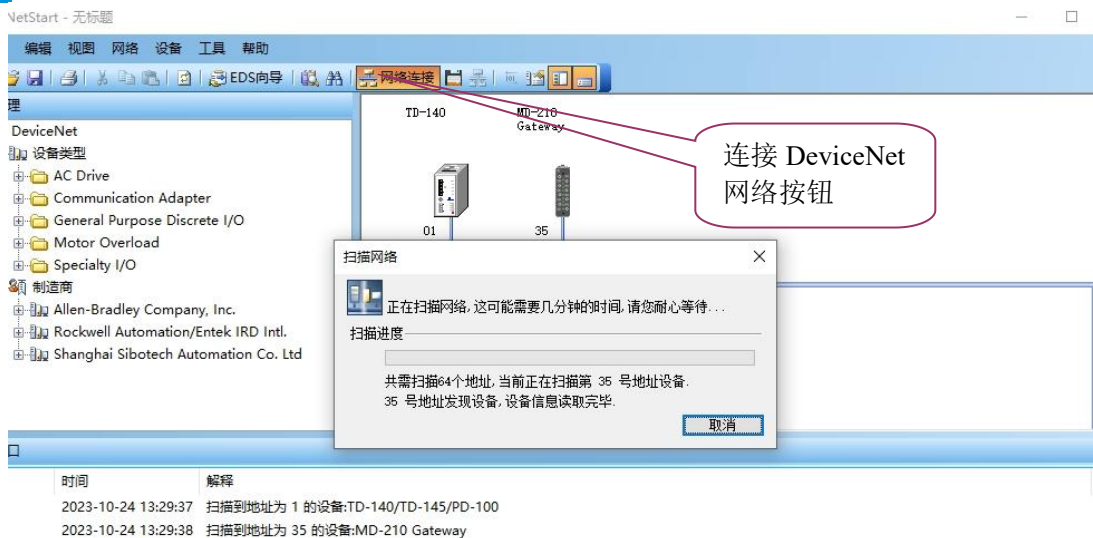 NetStart - 无标题
编辑 视图 网络 设备 工具 帮助
EDS向导 网络连接
理
DeviceNet
设备类型
AC Drive
Communication Adapter
General Purpose Discrete I/O
Motor Overload
Specialty I/O
制造商
Allen-Bradley Company, Inc.
Rockwell Automation/Entek IRD Intl.
Shanghai Sibotech Automation Co. Ltd
TD-140
MD-210
Gateway
01
35
连接 DeviceNet
网络按钮
扫描网络
正在扫描网络,这可能需要几分钟的时间,请您耐心等待...
扫描进度
共需扫描64个地址,当前正在扫描第 35 号地址设备.
35 号地址发现设备,设备信息读取完毕.
取消
口
时间 解释
2023-10-24 13:29:37 扫描到地址为 1 的设备:TD-140/TD-145/PD-100
2023-10-24 13:29:38 扫描到地址为 35 的设备:MD-210 Gateway